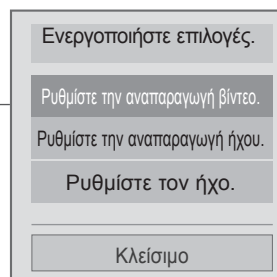 Ενεργοποιήστε επιλογές.
Ρυθμίστε την αναπαραγωγή βίντεο.
Ρυθμίστε την αναπαραγωγή ήχου.
Ρυθμίστε τον ήχο.
Κλείσιμο